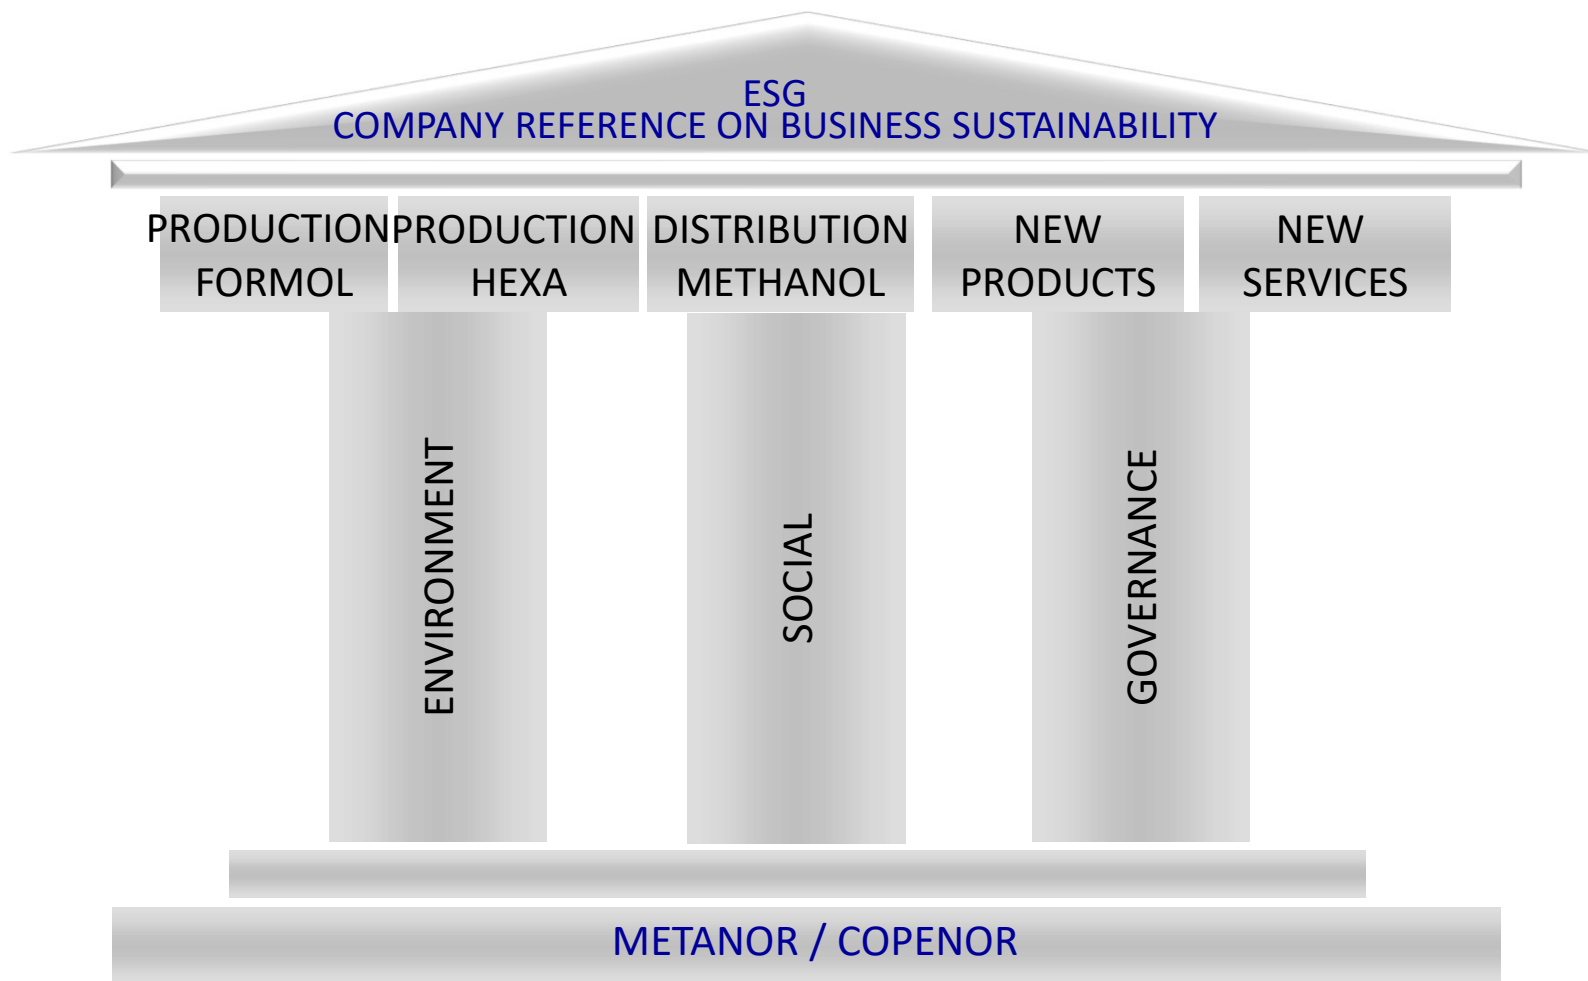 ESG
COMPANY REFERENCE ON BUSINESS SUSTAINABILITY
PRODUCTION
FORMOL
PRODUCTION
HEXA
DISTRIBUTION
METHANOL
NEW
PRODUCTS
NEW
SERVICES
ENVIRONMENT
SOCIAL
GOVERNANCE
METANOR / COPENOR